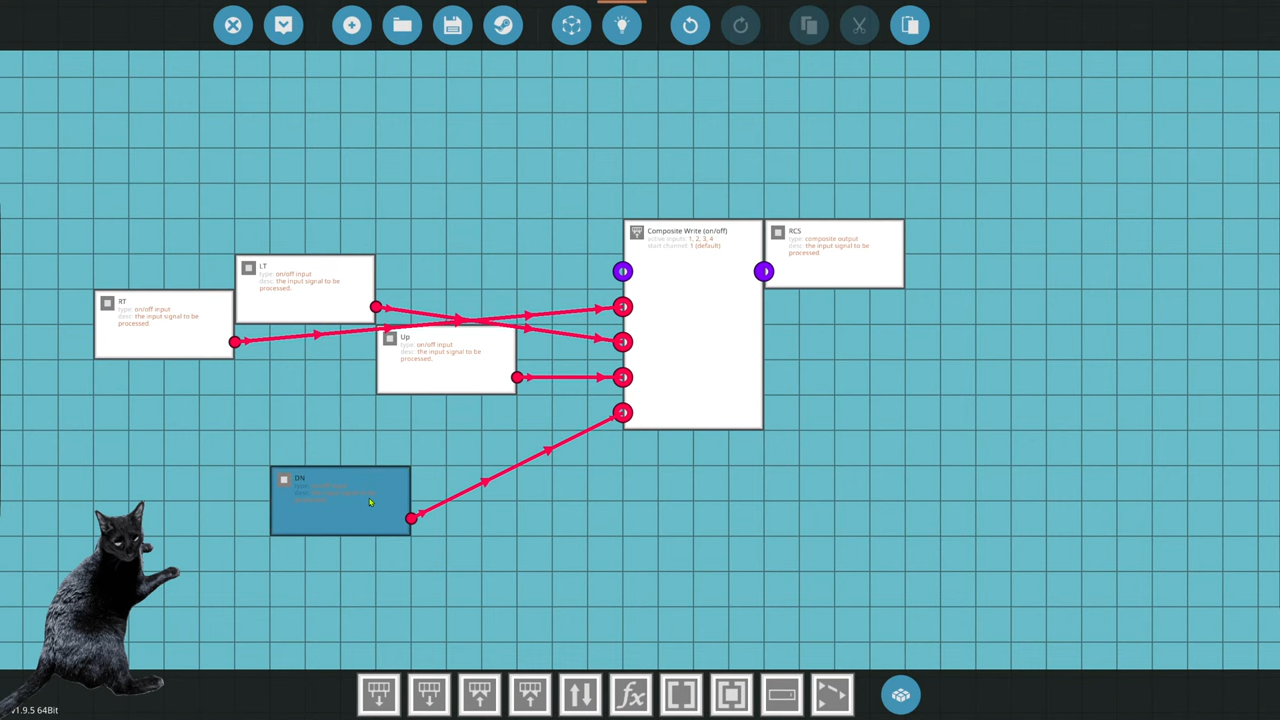 Composite Write (on/off)
active inputs: 1, 2, 3, 4
start channel: 1 (default)
RCS
type: composite output
desc: the input signal to be
processed.
LT
type: on/off input
desc: the input signal to be
processed.
RT
type: on/off input
desc: the input signal to be
processed
Up
type: on/off input
desc: the input signal to be
processed.
DN
type:
desc:
fx
v1.9.5 64Bit